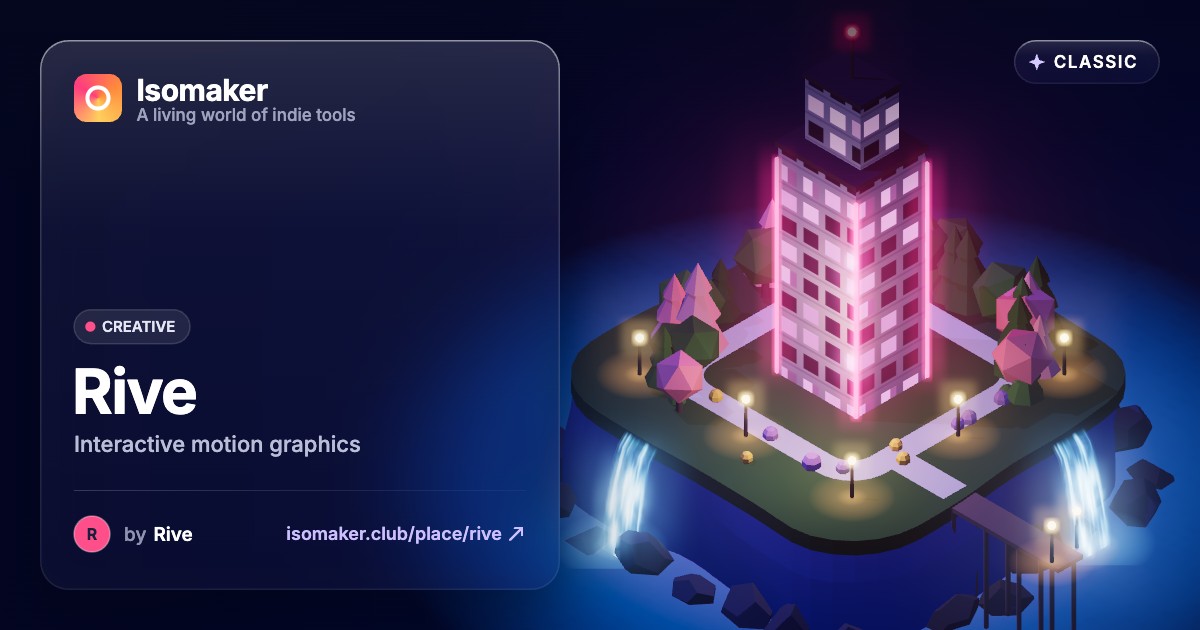 Isomaker
A living world of indie tools
CLASSIC
CREATIVE
Rive
Interactive motion graphics
R by Rive
isomaker.club/place/rive ↗